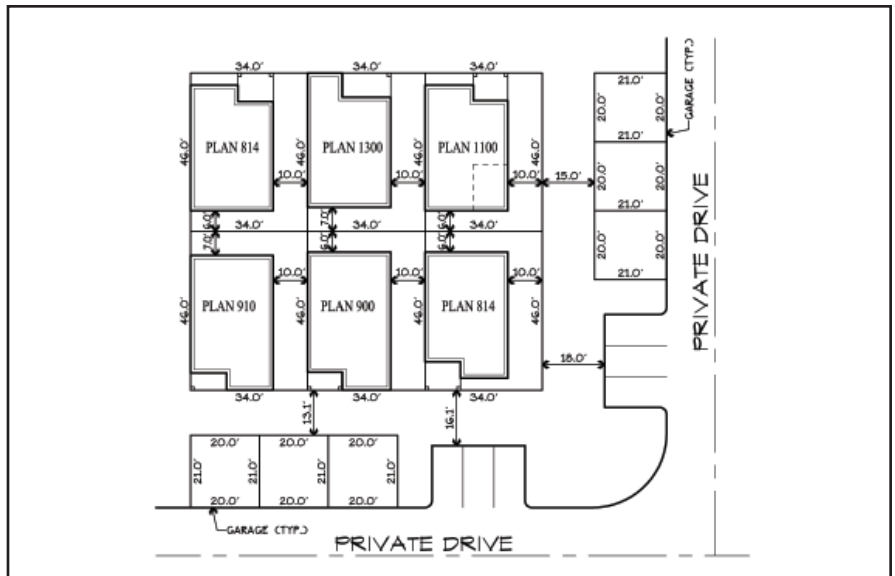 34.0' 34.0' 34.0'
21.0'
20.0' 20.0'
GARAGE (TYP.)
46.0' PLAN 814 46.0' PLAN 1300 46.0' PLAN 1100 46.0'
21.0'
10.0' 10.0' 10.0' 15.0'
20.0' 20.0'
21.0'
6.0' 7.0' 6.0'
34.0' 34.0' 34.0'
7.0' 6.0' 6.0'
20.0' 20.0'
21.0'
10.0' 10.0' 10.0'
46.0' PLAN 910 46.0' PLAN 900 46.0' PLAN 814 46.0'
PRIVATE DRIVE
18.0'
34.0' 34.0' 34.0'
13.1' 16.1'
20.0' 20.0' 20.0'
21.0' 21.0' 21.0' 21.0'
20.0' 20.0' 20.0'
GARAGE (TYP.)
PRIVATE DRIVE